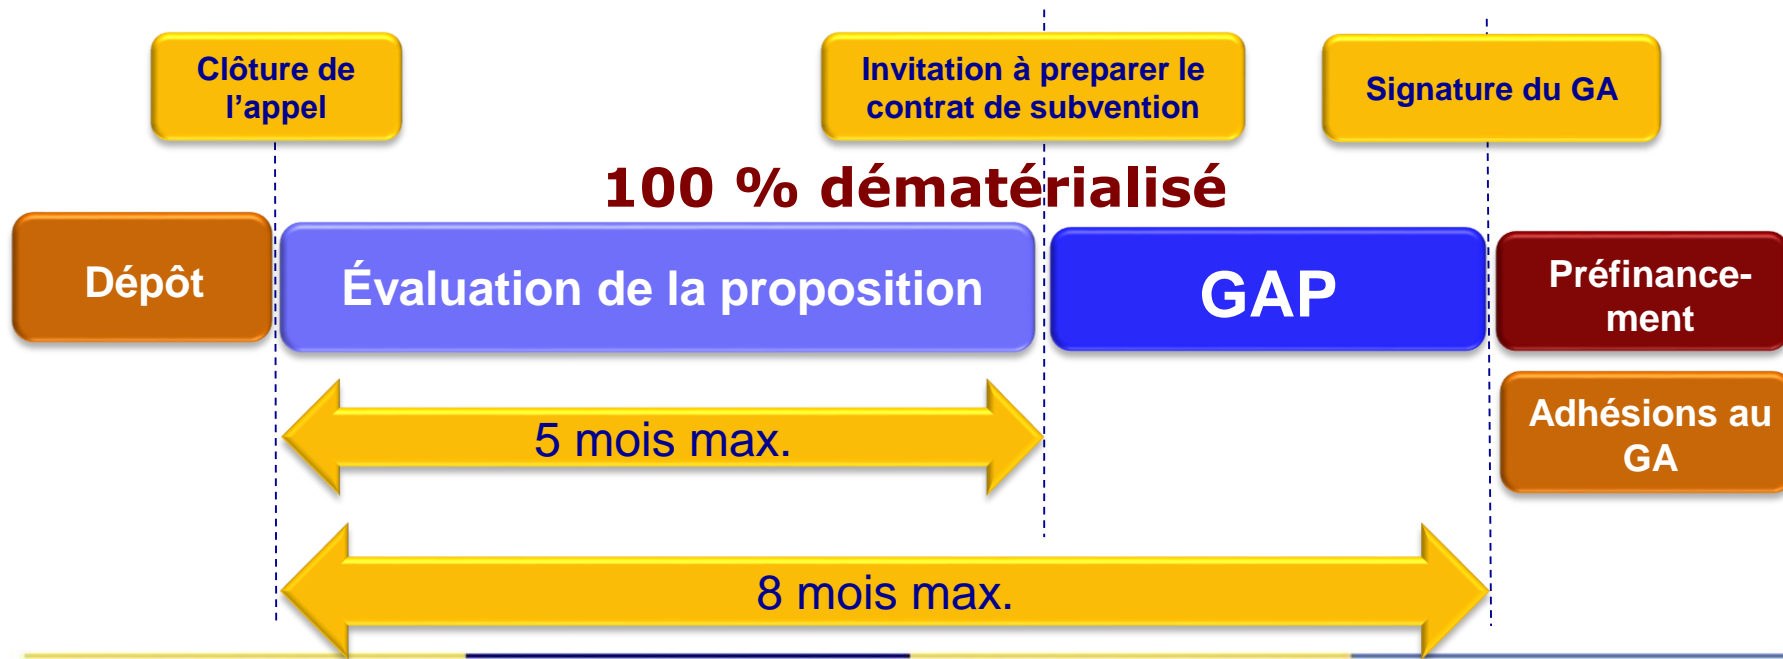 Clôture de
l’appel
Invitation à preparer le
contrat de subvention
Signature du GA
100 % dématérialisé
Dépôt
Évaluation de la proposition
GAP
Préfinance-
ment
Adhésions au
GA
5 mois max.
8 mois max.